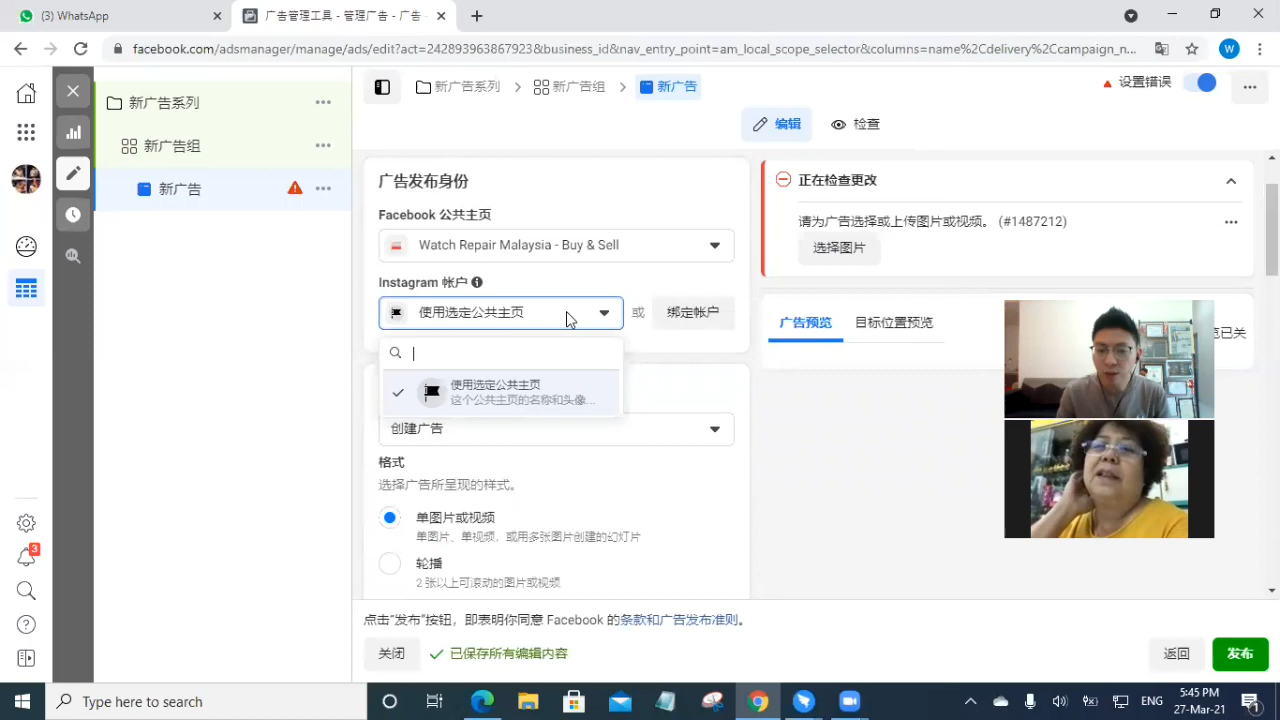 (3) WhatsApp
广告管理工具 - 管理广告 - 广告
facebook.com/adsmanager/manage/ads/edit?act=242893963867923&business_id&nav_entry_point=am_local_scope_selector&columns=name%2Cdelivery%2Ccampaign_n...
W
新广告系列
新广告组
新广告
新广告系列 > 新广告组 > 新广告
设置错误
编辑 检查
广告发布身份
Facebook 公共主页
Watch Repair Malaysia - Buy & Sell
Instagram 帐户
使用选定公共主页 或 绑定帐户
使用选定公共主页
这个公共主页的名称和头像...
创建广告
格式
选择广告所呈现的样式。
单图片或视频
单图片、单视频，或用多张图片创建的幻灯片
轮播
2 张以上可滚动的图片或视频
正在检查更改
请为广告选择或上传图片或视频。 (#1487212)
选择图片
广告预览 目标位置预览
已关
3
点击“发布”按钮，即表明你同意 Facebook 的条款和广告发布准则。
关闭 已保存所有编辑内容 返回 发布
Type here to search
ENG
5:45 PM
27-Mar-21
1